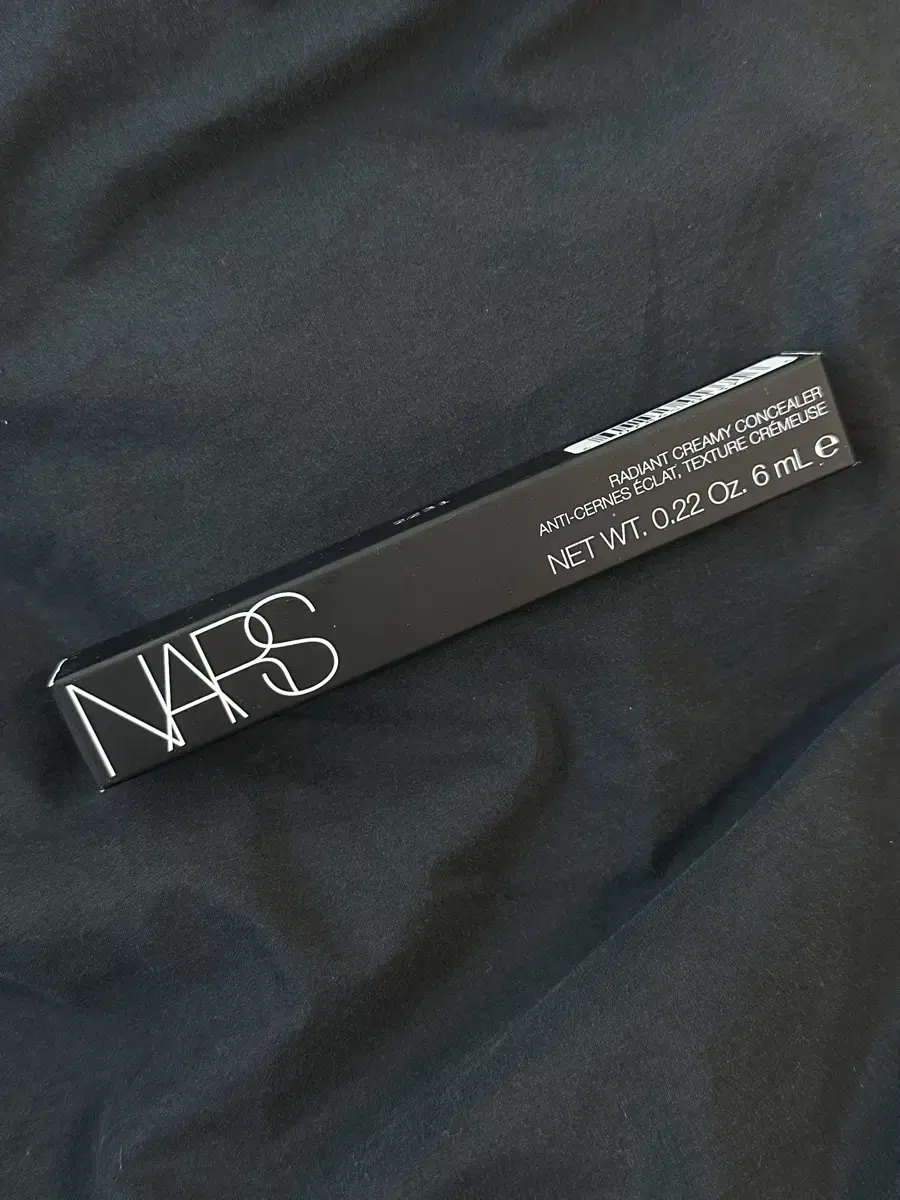 NARS
RADIANT CREAMY CONCEALER
ANTI-CERNES ÉCLAT, TEXTURE CRÉMEUSE
NET WT. 0.22 Oz. 6 mL ℮